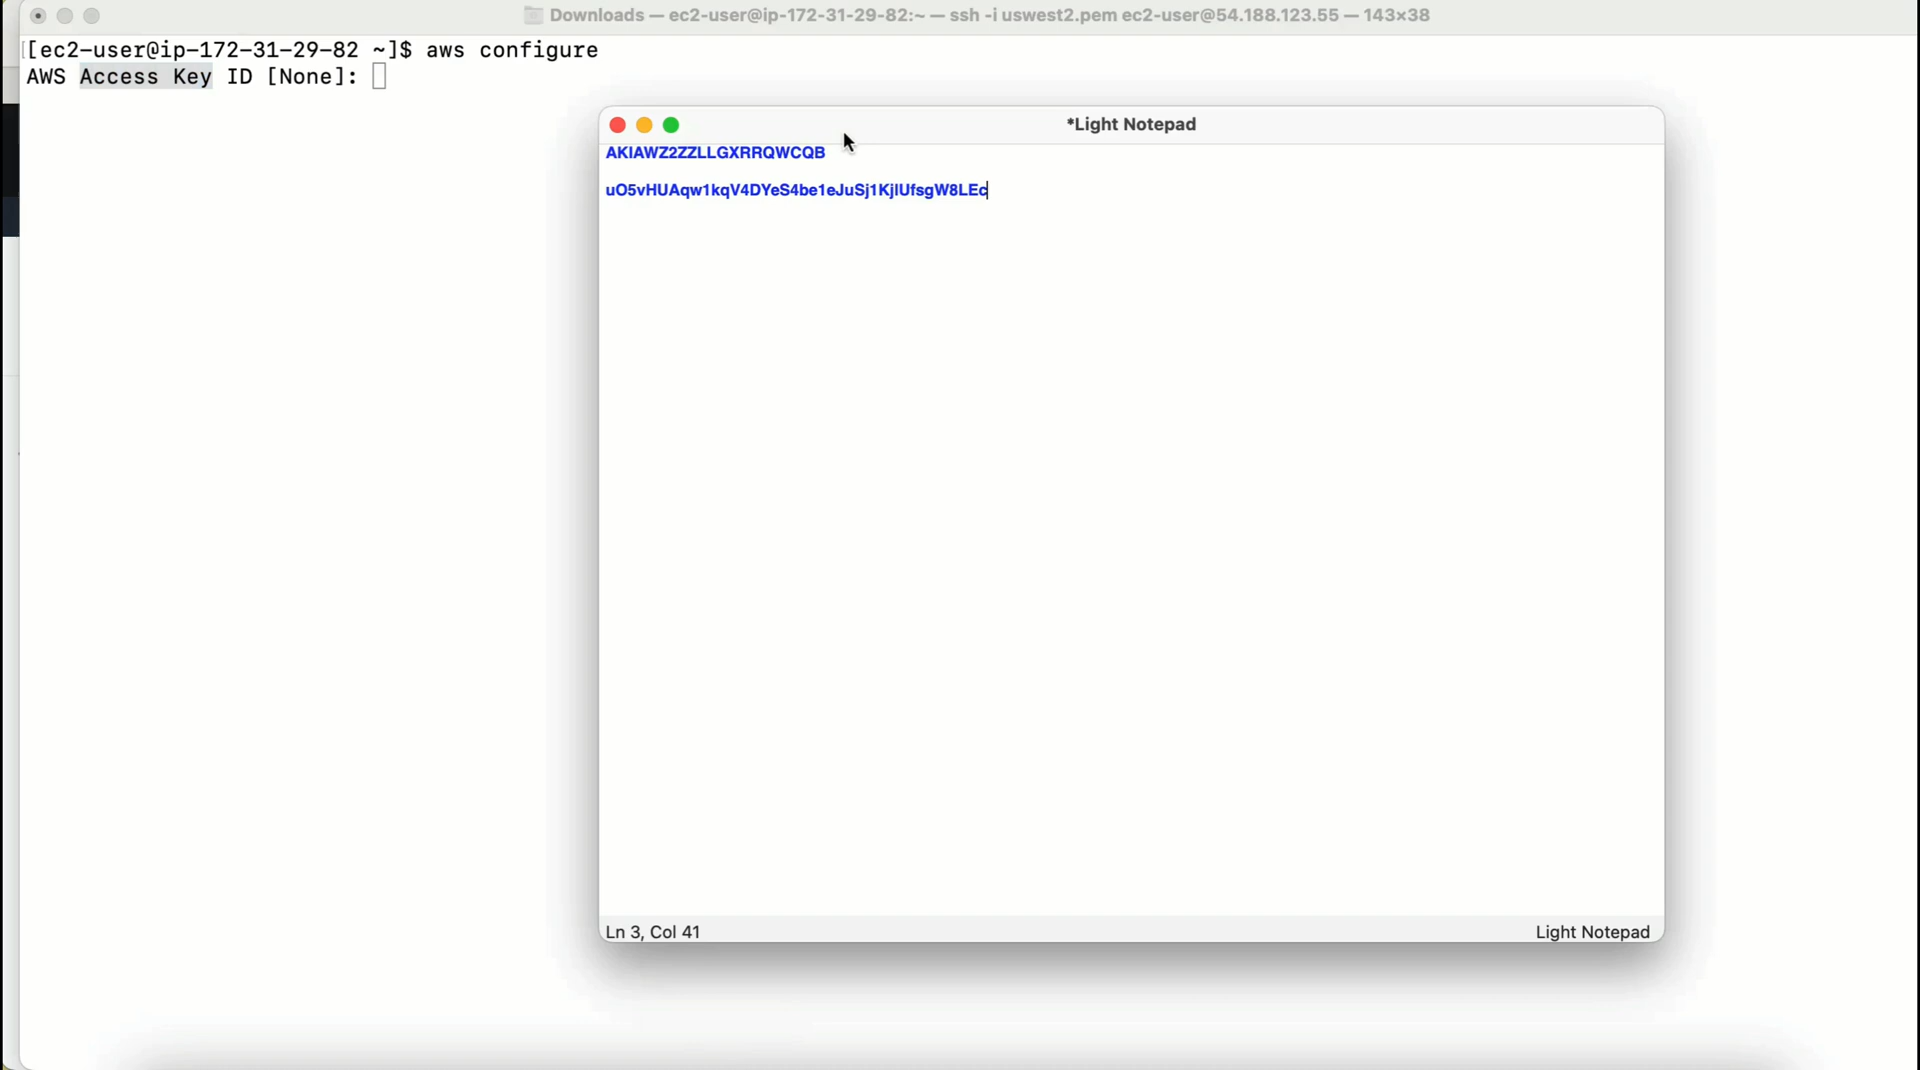 Downloads — ec2-user@ip-172-31-29-82:~ — ssh -i uswest2.pem ec2-user@54.188.123.55 — 143×38
[ec2-user@ip-172-31-29-82 ~]$ aws configure
AWS Access Key ID [None]:
*Light Notepad
AKIAWZ2ZZLLGXRRQWCQB
Ln 3, Col 41
Light Notepad